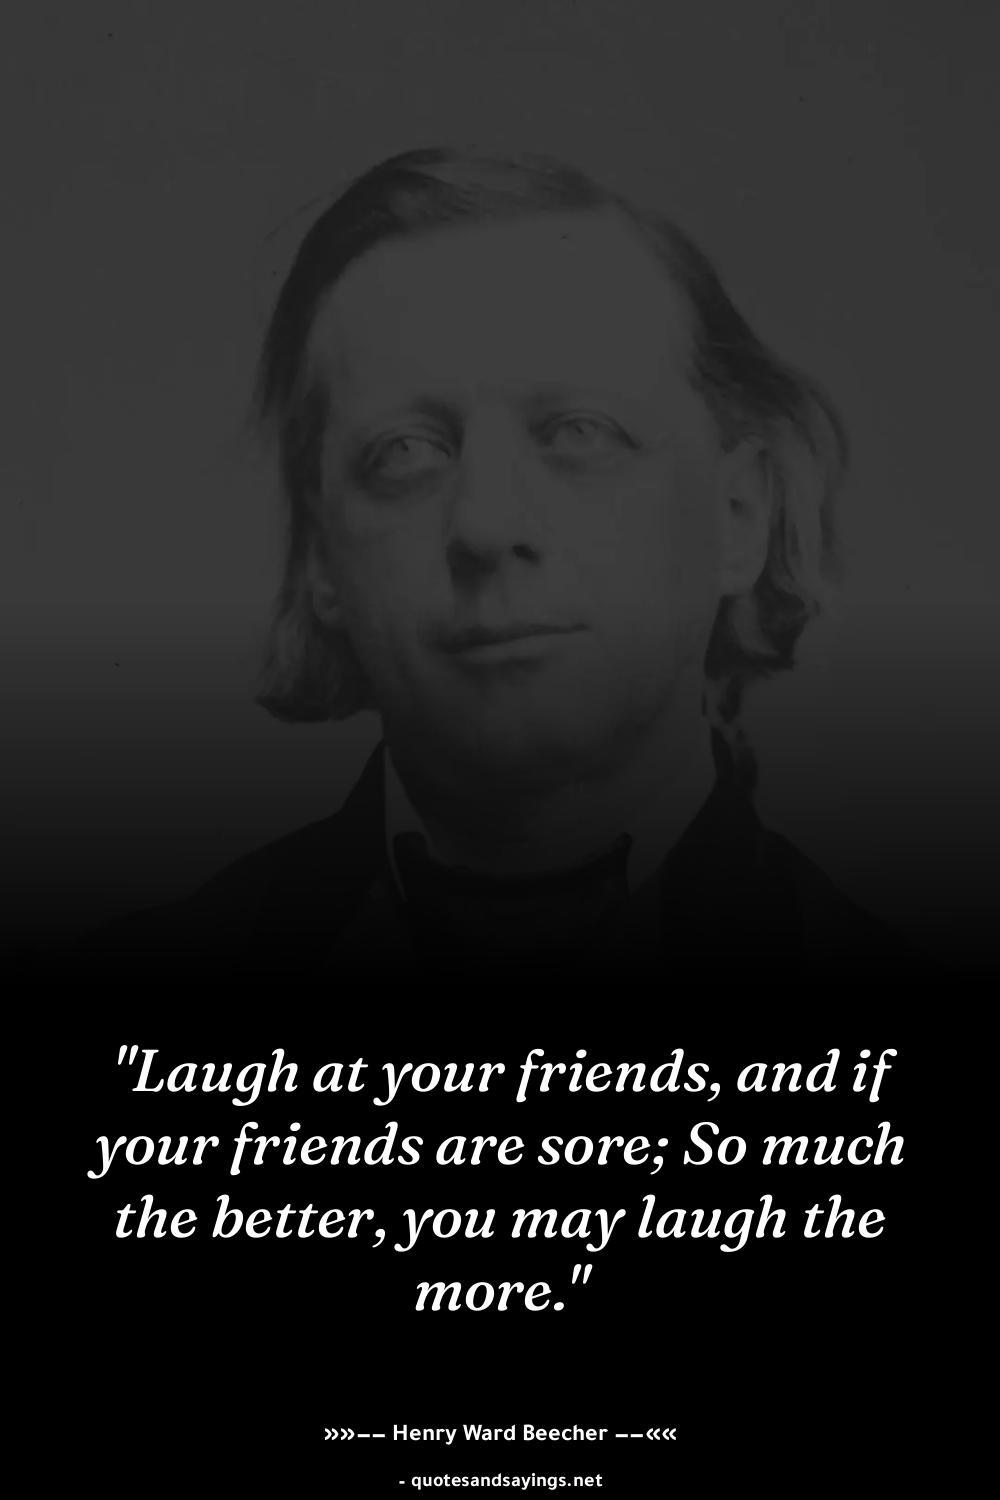 "Laugh at your friends, and if
your friends are sore; So much
the better, you may laugh the
more."
»»−− Henry Ward Beecher −−««
- quotesandsayings.net